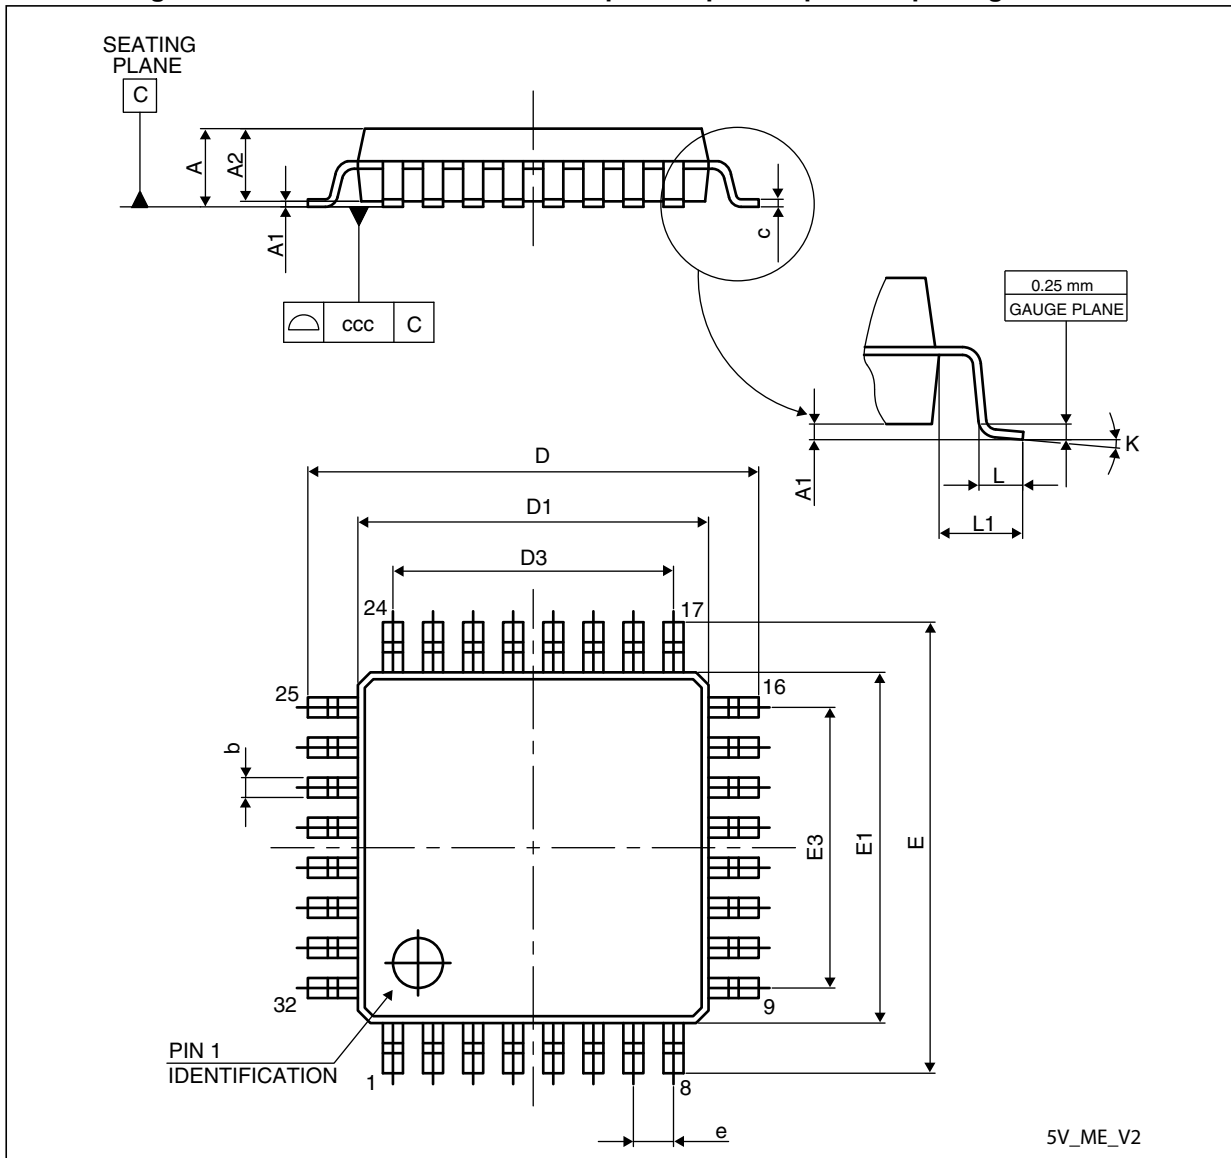 SEATING
PLANE
C
A
A2
A1
c
ccc
C
0.25 mm
GAUGE PLANE
K
A1
L
L1
D
D1
D3
24
17
25
16
b
E3
E1
E
32
9
PIN 1
IDENTIFICATION
1
8
e
5V_ME_V2